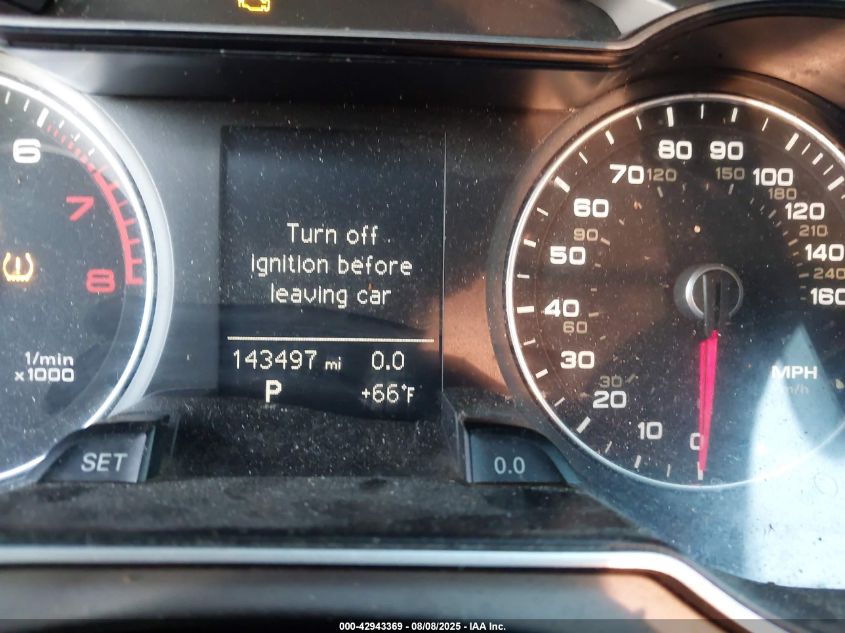 6
7
8
1/min
x1000
SET
Turn off
ignition before
leaving car
143497 mi 0.0
P +66°F
0.0
80 90
70 120 150 100
60 180 120
90 210
50 140
240
40 160
60
30 MPH
30 km/h
20
10 0
000-42943369 - 08/08/2025 - IAA Inc.